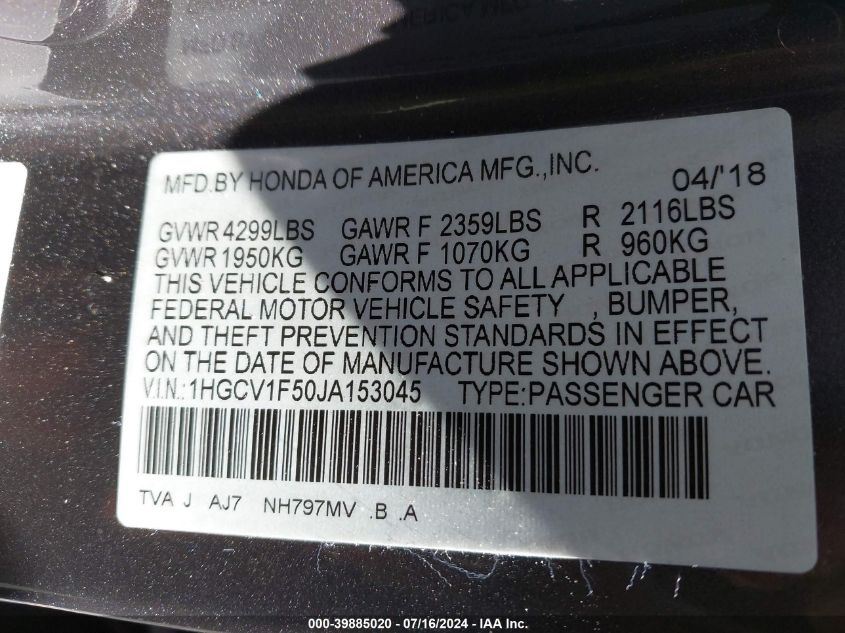 MFD.BY HONDA OF AMERICA MFG.,INC. 04/'18
GVWR 4299LBS GAWR F 2359LBS R 2116LBS
GVWR 1950KG GAWR F 1070KG R 960KG
THIS VEHICLE CONFORMS TO ALL APPLICABLE
FEDERAL MOTOR VEHICLE SAFETY , BUMPER,
AND THEFT PREVENTION STANDARDS IN EFFECT
ON THE DATE OF MANUFACTURE SHOWN ABOVE.
V.I.N.:1HGCV1F50JA153045 TYPE:PASSENGER CAR
TVA J AJ7 NH797MV .B .A
000-39885020 - 07/16/2024 - IAA Inc.